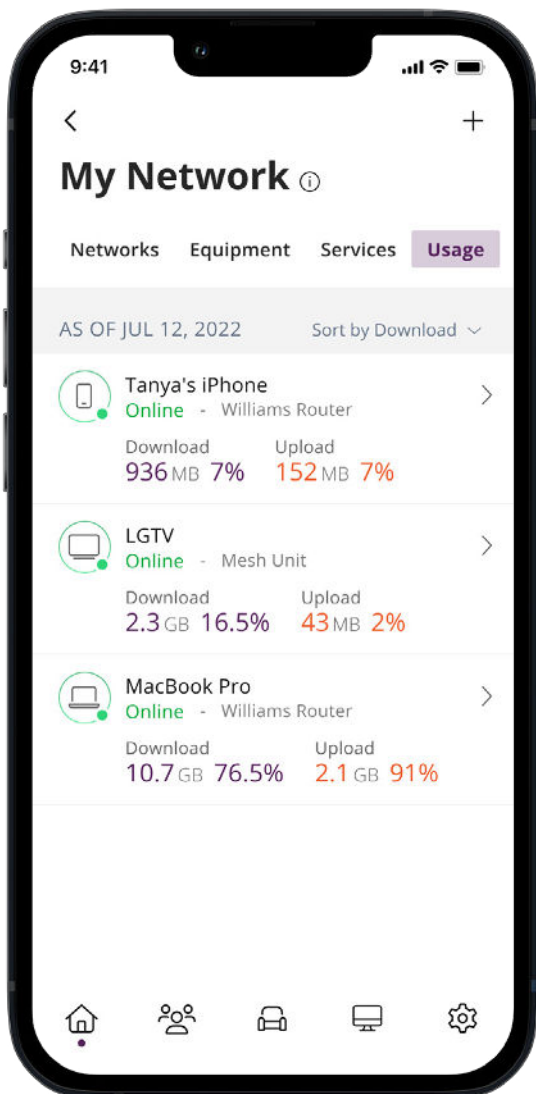 9:41
My Network
Networks Equipment Services Usage
AS OF JUL 12, 2022 Sort by Download
Tanya's iPhone
Online - Williams Router
Download Upload
936 MB 7% 152 MB 7%
LGTV
Online - Mesh Unit
Download Upload
2.3 GB 16.5% 43 MB 2%
MacBook Pro
Online - Williams Router
Download Upload
10.7 GB 76.5% 2.1 GB 91%